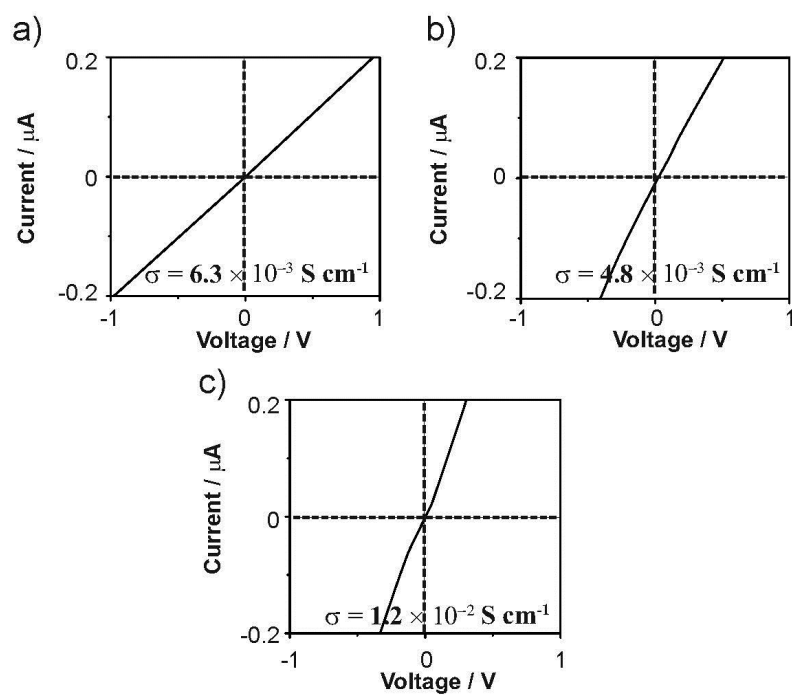 a)
Current / μA
0.2
0
-0.2
σ = 6.3 × 10⁻³ S cm⁻¹
-1 0 1
Voltage / V
b)
Current / μA
0.2
0
-0.2
σ = 4.8 × 10⁻³ S cm⁻¹
-1 0 1
Voltage / V
c)
Current / μA
0.2
0
-0.2
σ = 1.2 × 10⁻² S cm⁻¹
-1 0 1
Voltage / V